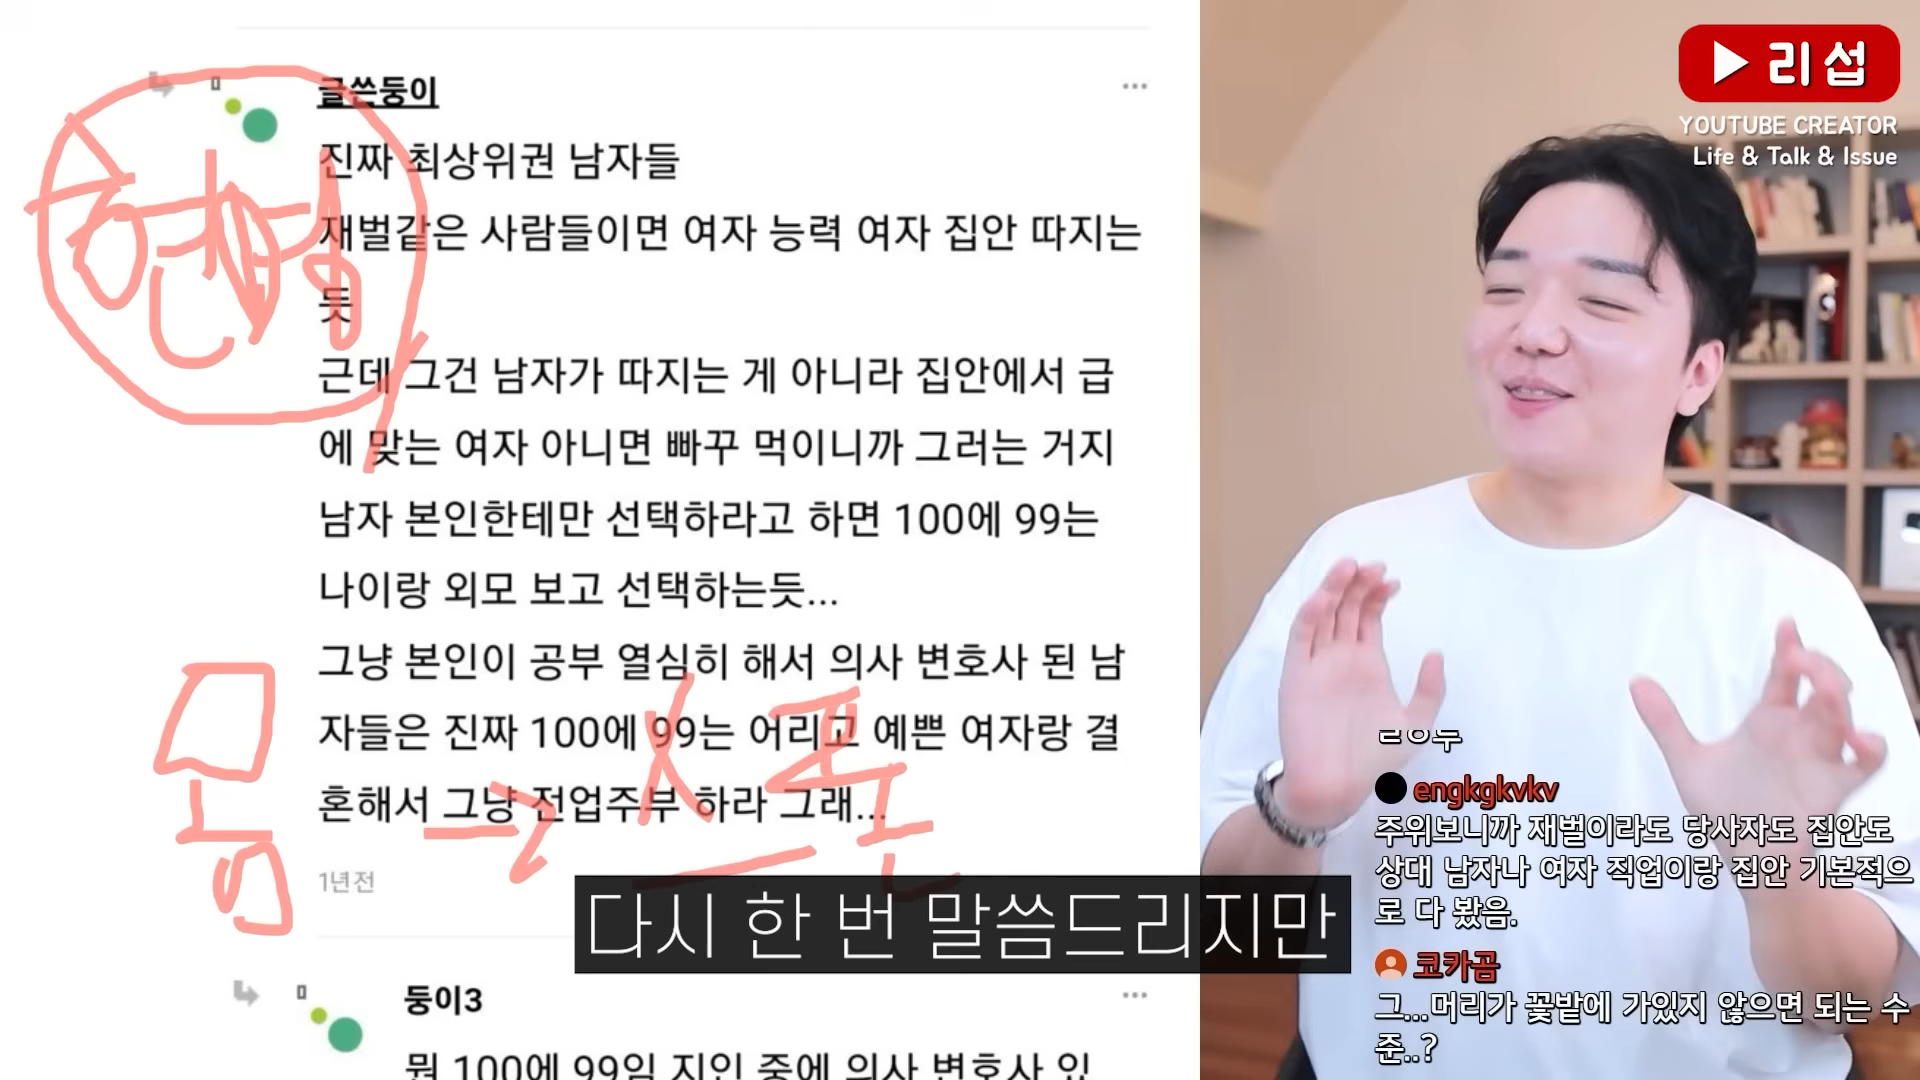 글쓴둥이
진짜 최상위권 남자들
재벌같은 사람들이면 여자 능력 여자 집안 따지는
듯
근데 그건 남자가 따지는 게 아니라 집안에서 급
에 맞는 여자 아니면 빠꾸 먹이니까 그러는 거지
남자 본인한테만 선택하라고 하면 100에 99는
나이랑 외모 보고 선택하는듯...
그냥 본인이 공부 열심히 해서 의사 변호사 된 남
자들은 진짜 100에 99는 어리고 예쁜 여자랑 결
혼해서 그냥 전업주부 하라 그래...
1년전
둥이3
뭔 100에 99임 지인 중에 의사 변호사 있
현실
몽 → 스폰
다시 한 번 말씀드리지만
리섭
YOUTUBE CREATOR
Life & Talk & Issue
engkgkvkv
주위보니까 재벌이라도 당사자도 집안도
상대 남자나 여자 직업이랑 집안 기본적으
로 다 봤음.
코카곰
그...머리가 꽃밭에 가있지 않으면 되는 수
준..?